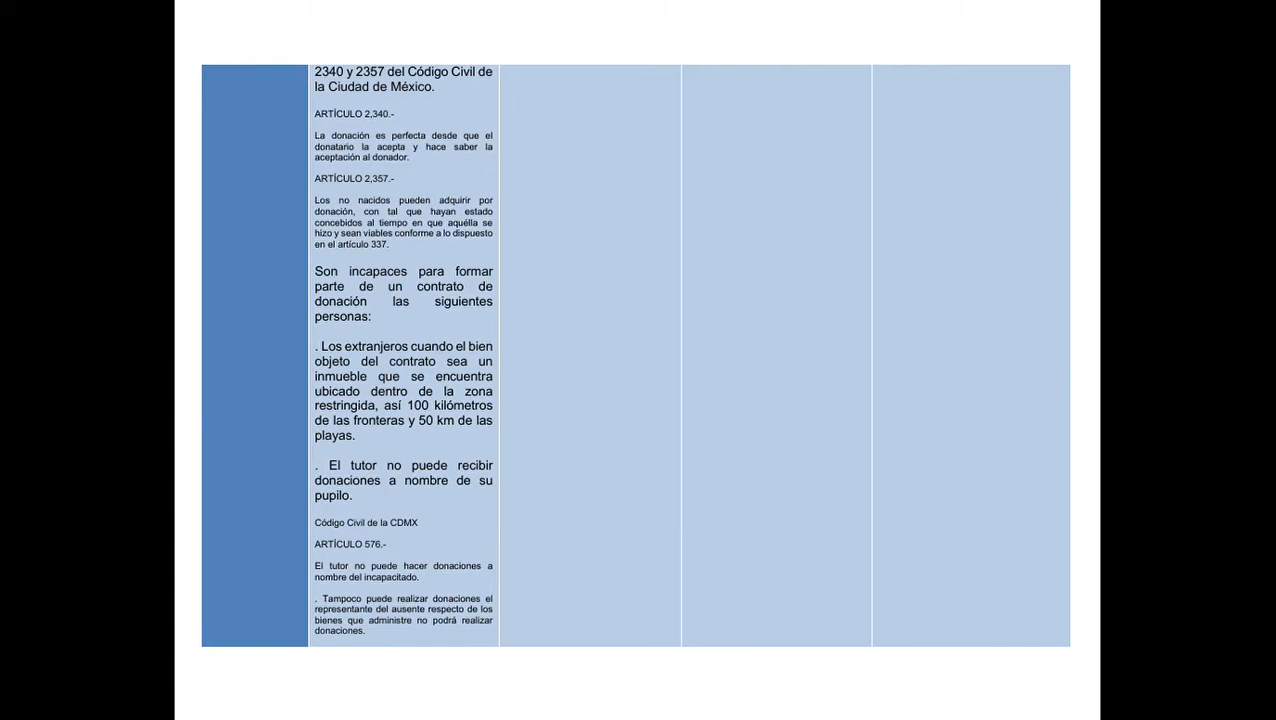 2340 y 2357 del Código Civil de
la Ciudad de México.
ARTÍCULO 2,340.-
La donación es perfecta desde que el
donatario la acepta y hace saber la
aceptación al donador.
ARTÍCULO 2,357.-
Los no nacidos pueden adquirir por
donación, con tal que hayan estado
concebidos al tiempo en que aquélla se
hizo y sean viables conforme a lo dispuesto
en el artículo 337.
Son incapaces para formar
parte de un contrato de
donación las siguientes
personas:
. Los extranjeros cuando el bien
objeto del contrato sea un
inmueble que se encuentra
ubicado dentro de la zona
restringida, así 100 kilómetros
de las fronteras y 50 km de las
playas.
. El tutor no puede recibir
donaciones a nombre de su
pupilo.
Código Civil de la CDMX
ARTÍCULO 576.-
El tutor no puede hacer donaciones a
nombre del incapacitado.
. Tampoco puede realizar donaciones el
representante del ausente respecto de los
bienes que administre no podrá realizar
donaciones.